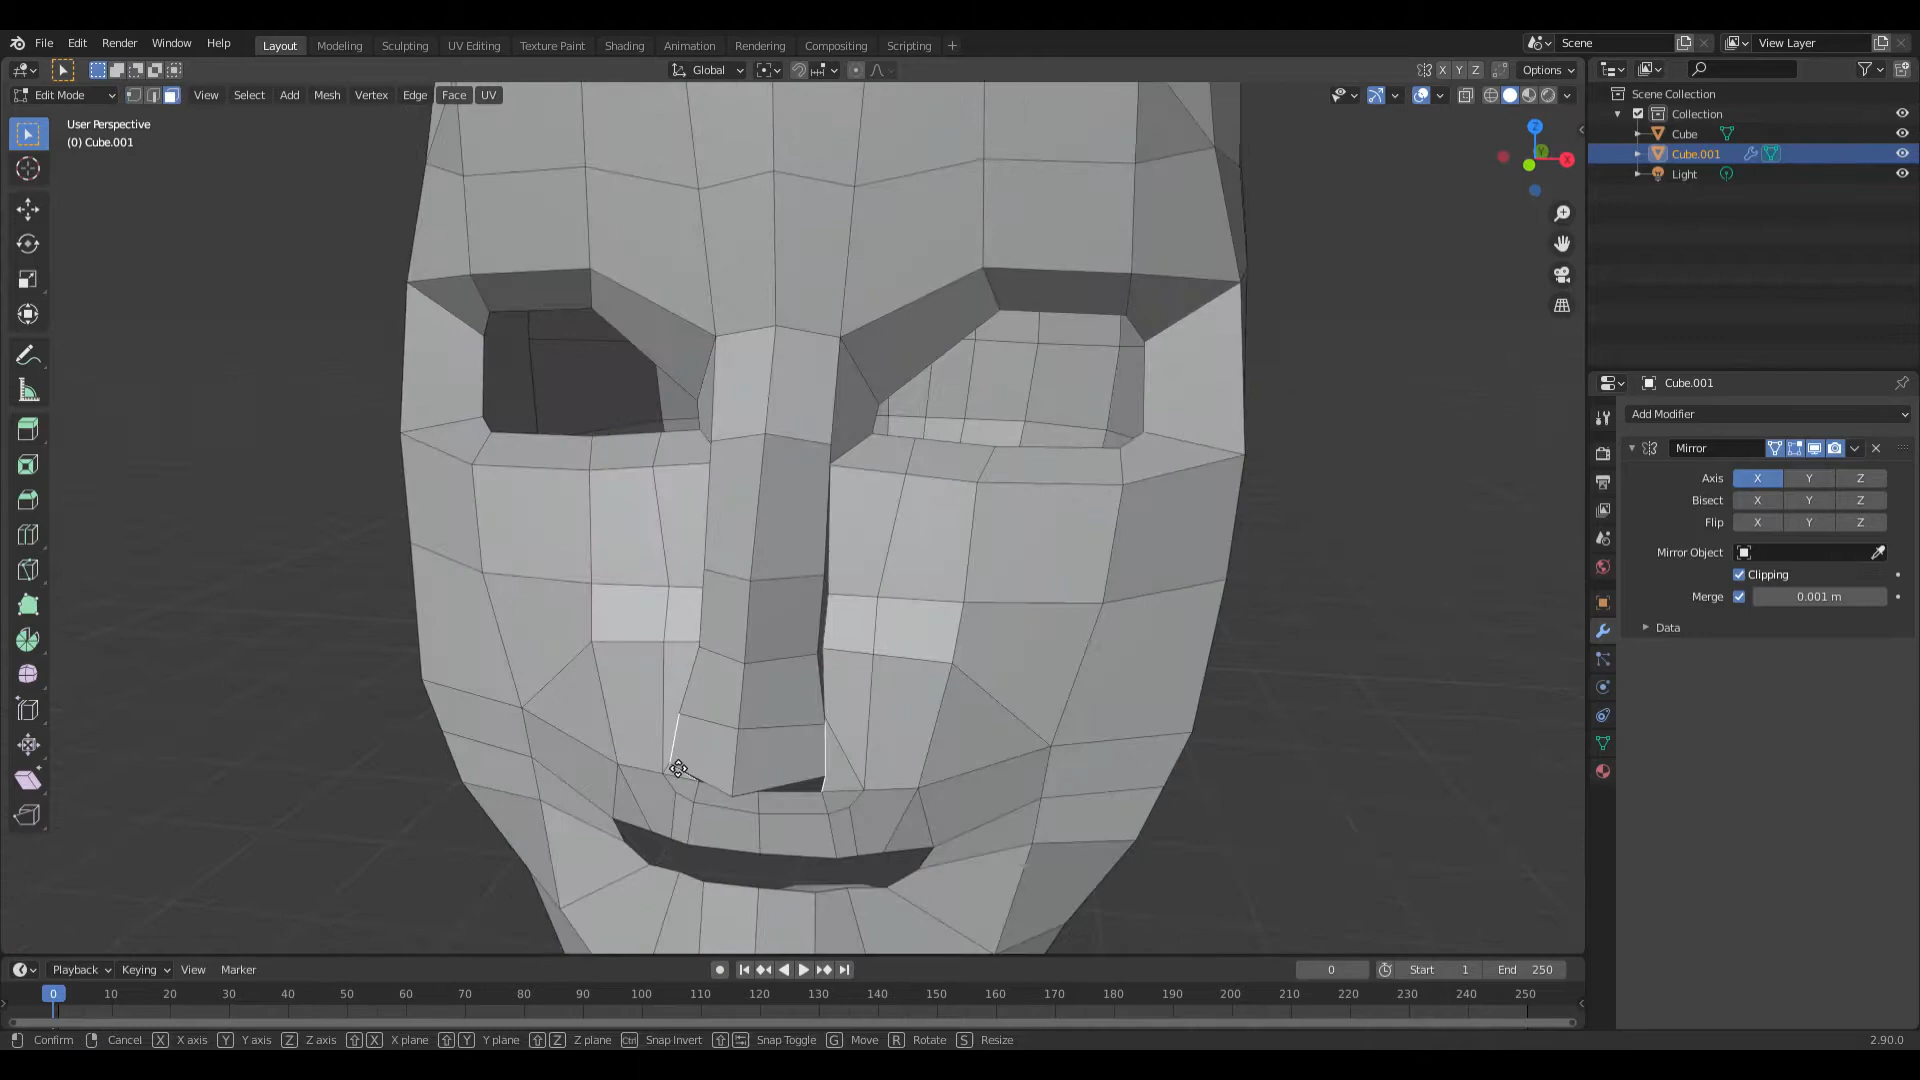 File Edit Render Window Help Layout Modeling Sculpting UV Editing Texture Paint Shading Animation Rendering Compositing Scripting + Scene View Layer
Global X Y Z Options
Edit Mode View Select Add Mesh Vertex Edge Face UV
User Perspective
(0) Cube.001
Z
Y
X
Scene Collection
Collection
Cube
Cube.001
Light
Cube.001
Add Modifier
Mirror
Axis X Y Z
Bisect X Y Z
Flip X Y Z
Mirror Object
Clipping
Merge 0.001 m
Data
Playback Keying View Marker 0 Start 1 End 250
0 10 20 30 40 50 60 70 80 90 100 110 120 130 140 150 160 170 180 190 200 210 220 230 240 250
Confirm Cancel X X axis Y Y axis Z Z axis X X plane Y Y plane Z Z plane Ctrl Snap Invert Snap Toggle G Move R Rotate S Resize 2.90.0